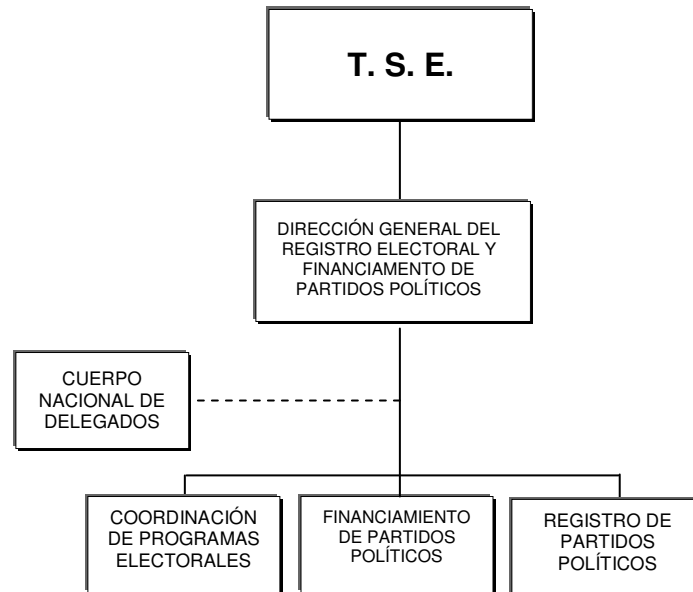 T. S. E.
DIRECCIÓN GENERAL DEL
REGISTRO ELECTORAL Y
FINANCIAMENTO DE
PARTIDOS POLÍTICOS
CUERPO
NACIONAL DE
DELEGADOS
COORDINACIÓN
DE PROGRAMAS
ELECTORALES
FINANCIAMIENTO
DE PARTIDOS
POLÍTICOS
REGISTRO DE
PARTIDOS
POLÍTICOS